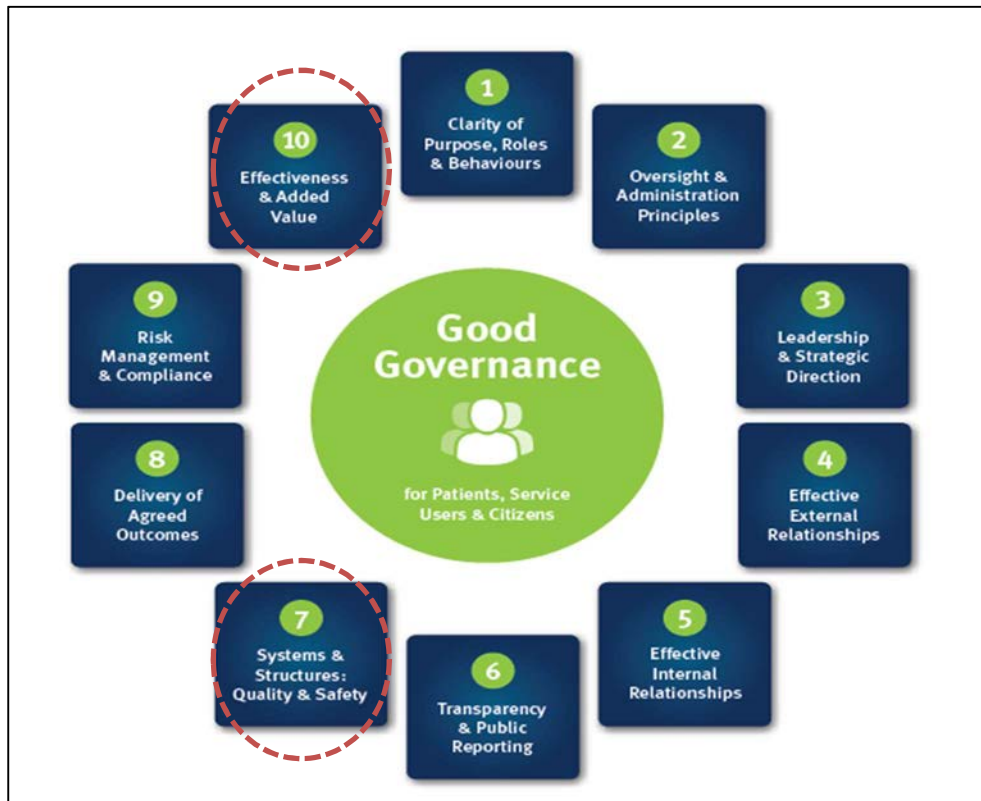 1
Clarity of
Purpose, Roles
& Behaviours
2
Oversight &
Administration
Principles
3
Leadership
& Strategic
Direction
4
Effective
External
Relationships
5
Effective
Internal
Relationships
6
Transparency
& Public
Reporting
7
Systems &
Structures:
Quality & Safety
8
Delivery of
Agreed
Outcomes
9
Risk
Management
& Compliance
10
Effectiveness
& Added
Value
Good
Governance
for Patients, Service
Users & Citizens